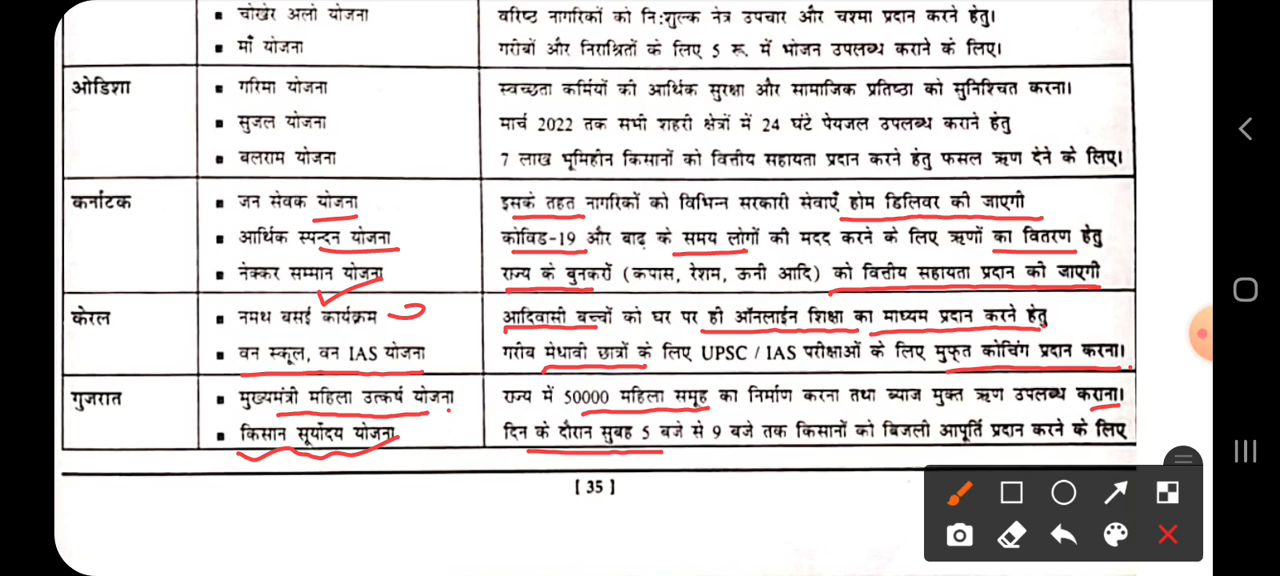 चोखेर अलो योजना वरिष्ठ नागरिकों को नि:शुल्क नेत्र उपचार और चश्मा प्रदान करने हेतु।
माँ योजना गरीबों और निराश्रितों के लिए 5 रू में भोजन उपलब्ध कराने के लिए।
ओडिशा गरिमा योजना स्वच्छता कर्मियों की आर्थिक सुरक्षा और सामाजिक प्रतिष्ठा को सुनिश्चित करना।
सुजल योजना मार्च 2022 तक सभी शहरी क्षेत्रों में 24 घंटे पेयजल उपलब्ध कराने हेतु
बलराम योजना 7 लाख भूमिहीन किसानों को वित्तीय सहायता प्रदान करने हेतु फसल ऋण देने के लिए।
कर्नाटक जन सेवक योजना इसके तहत नागरिकों को विभिन्न सरकारी सेवाएँ होम डिलिवर की जाएगी
आर्थिक स्पन्दन योजना कोविड-19 और बाढ़ के समय लोगों की मदद करने के लिए ऋणों का वितरण हेतु
नेक्कर सम्मान योजना राज्य के बुनकरों (कपास, रेशम, ऊनी आदि) को वित्तीय सहायता प्रदान की जाएगी
केरल नमथ बसई कार्यक्रम आदिवासी बच्चों को घर पर ही ऑनलाईन शिक्षा का माध्यम प्रदान करने हेतु
वन स्कूल, वन IAS योजना गरीब मेधावी छात्रों के लिए UPSC / IAS परीक्षाओं के लिए मुफ्त कोचिंग प्रदान करना।
गुजरात मुख्यमंत्री महिला उत्कर्ष योजना राज्य में 50000 महिला समूह का निर्माण करना तथा ब्याज मुक्त ऋण उपलब्ध कराना।
किसान सूर्योदय योजना दिन के दौरान सुबह 5 बजे से 9 बजे तक किसानों को बिजली आपूर्ति प्रदान करने के लिए
[ 35 ]